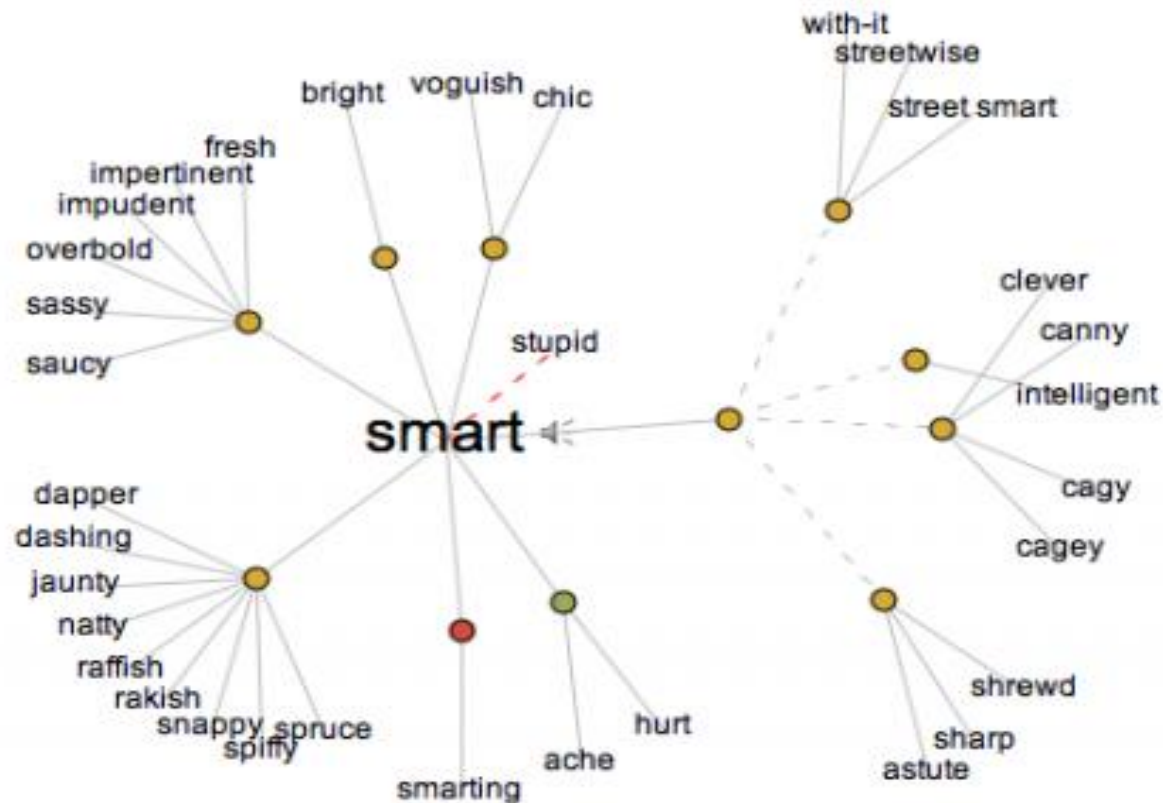 with-it
streetwise
street smart
bright
voguish
chic
fresh
impertinent
impudent
overbold
sassy
saucy
stupid
smart
clever
canny
intelligent
cagy
cagey
dapper
dashing
jaunty
natty
raffish
rakish
snappy
spiffy
spruce
smarting
ache
hurt
shrewd
sharp
astute